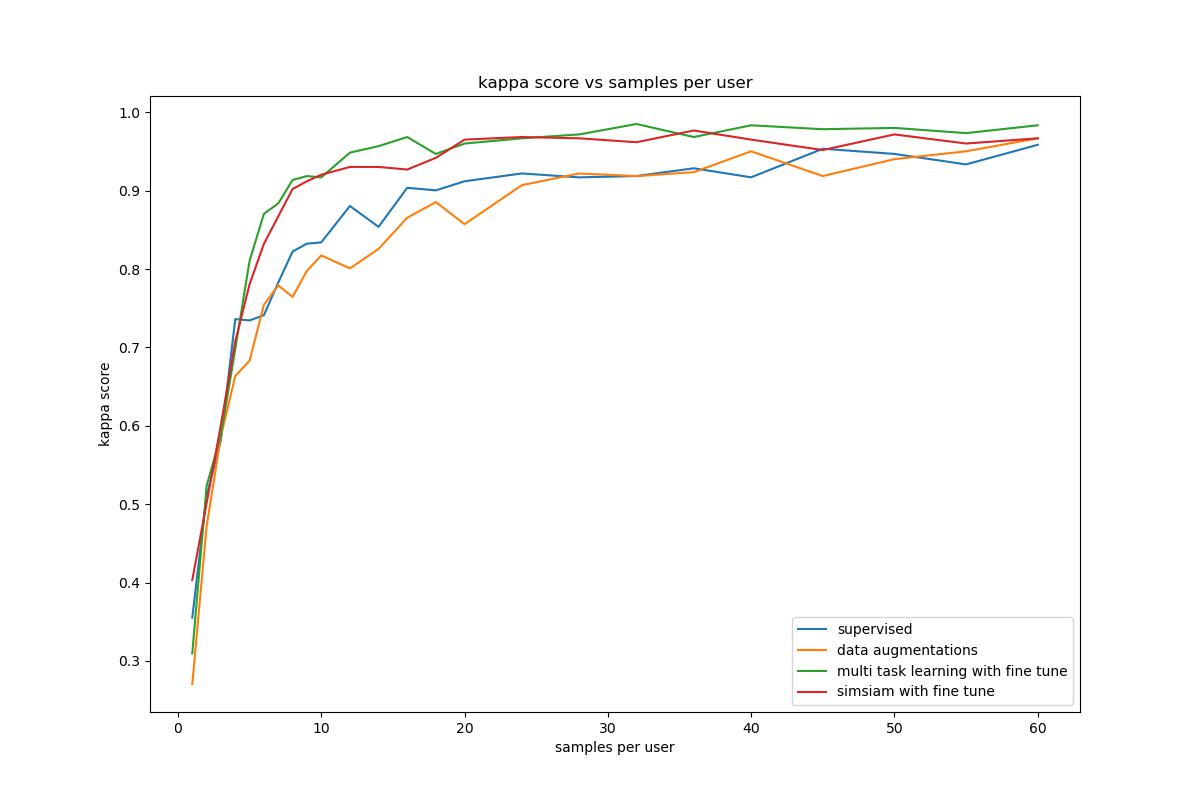 kappa score vs samples per user
kappa score
1.0
0.9
0.8
0.7
0.6
0.5
0.4
0.3
supervised
data augmentations
multi task learning with fine tune
simsiam with fine tune
0 10 20 30 40 50 60
samples per user